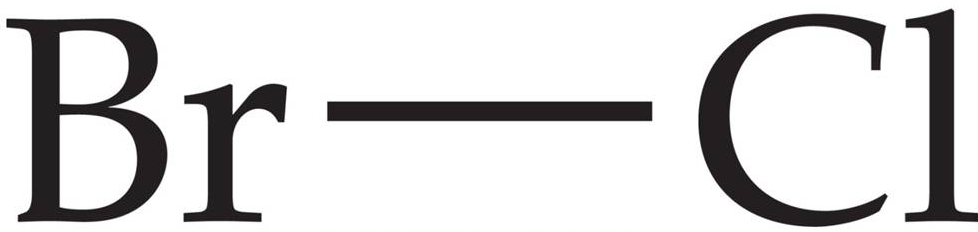 Br — Cl